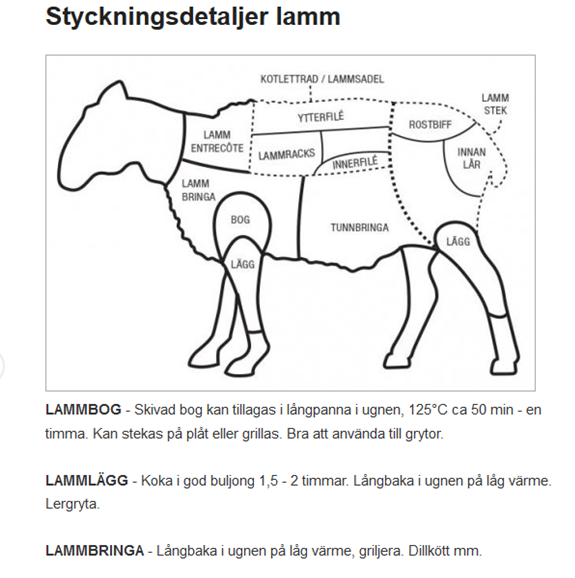 Styckningsdetaljer lamm
KOTLETTRAD / LAMMSADEL
LAMM
STEK
YTTERFILÉ
ROSTBIFF
LAMM
ENTRECÔTE
LAMMRACKS
INNERFILÉ
INNAN
LÅR
LAMM
BRINGA
BOG
TUNNBRINGA
LÄGG
LÄGG
LAMMBOG - Skivad bog kan tillagas i långpanna i ugnen, 125°C ca 50 min - en
timma. Kan stekas på plåt eller grillas. Bra att använda till grytor.
LAMMLÄGG - Koka i god buljong 1,5 - 2 timmar. Långbaka i ugnen på låg värme.
Lergryta.
LAMMBRINGA - Långbaka i ugnen på låg värme, griljera. Dillkött mm.